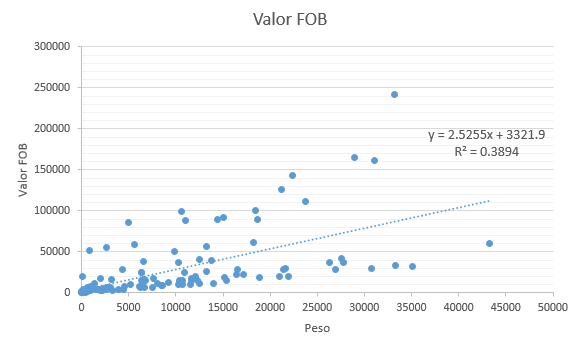 Valor FOB
300000
250000
200000
150000
100000
50000
0
Valor FOB
y = 2.5255x + 3321.9
R² = 0.3894
0 5000 10000 15000 20000 25000 30000 35000 40000 45000 50000
Peso